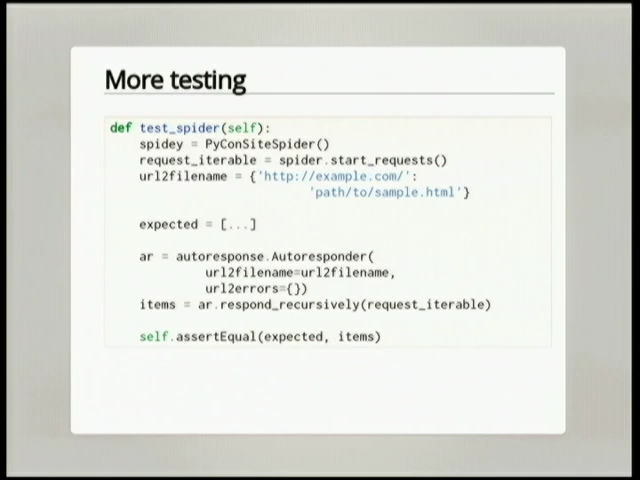 More testing
def test_spider(self):
spidey = PyConSiteSpider()
request_iterable = spider.start_requests()
url2filename = {'http://example.com/':
'path/to/sample.html'}
expected = [...]
ar = autoresponse.Autoresponder(
url2filename=url2filename,
url2errors={})
items = ar.respond_recursively(request_iterable)
self.assertEqual(expected, items)